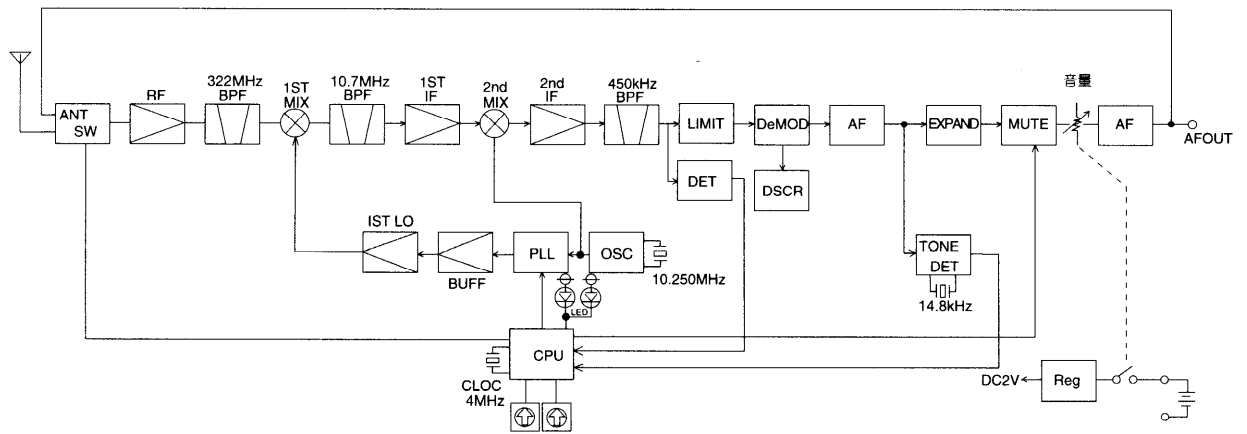 ANT
SW
RF
322MHz
BPF
1ST
MIX
10.7MHz
BPF
1ST
IF
2nd
MIX
2nd
IF
450kHz
BPF
LIMIT
DeMOD
AF
EXPAND
MUTE
音量
AF
AFOUT
DET
DSCR
IST LO
BUFF
PLL
OSC
10.250MHz
TONE
DET
14.8kHz
LED
CPU
CLOC
4MHz
DC2V
Reg